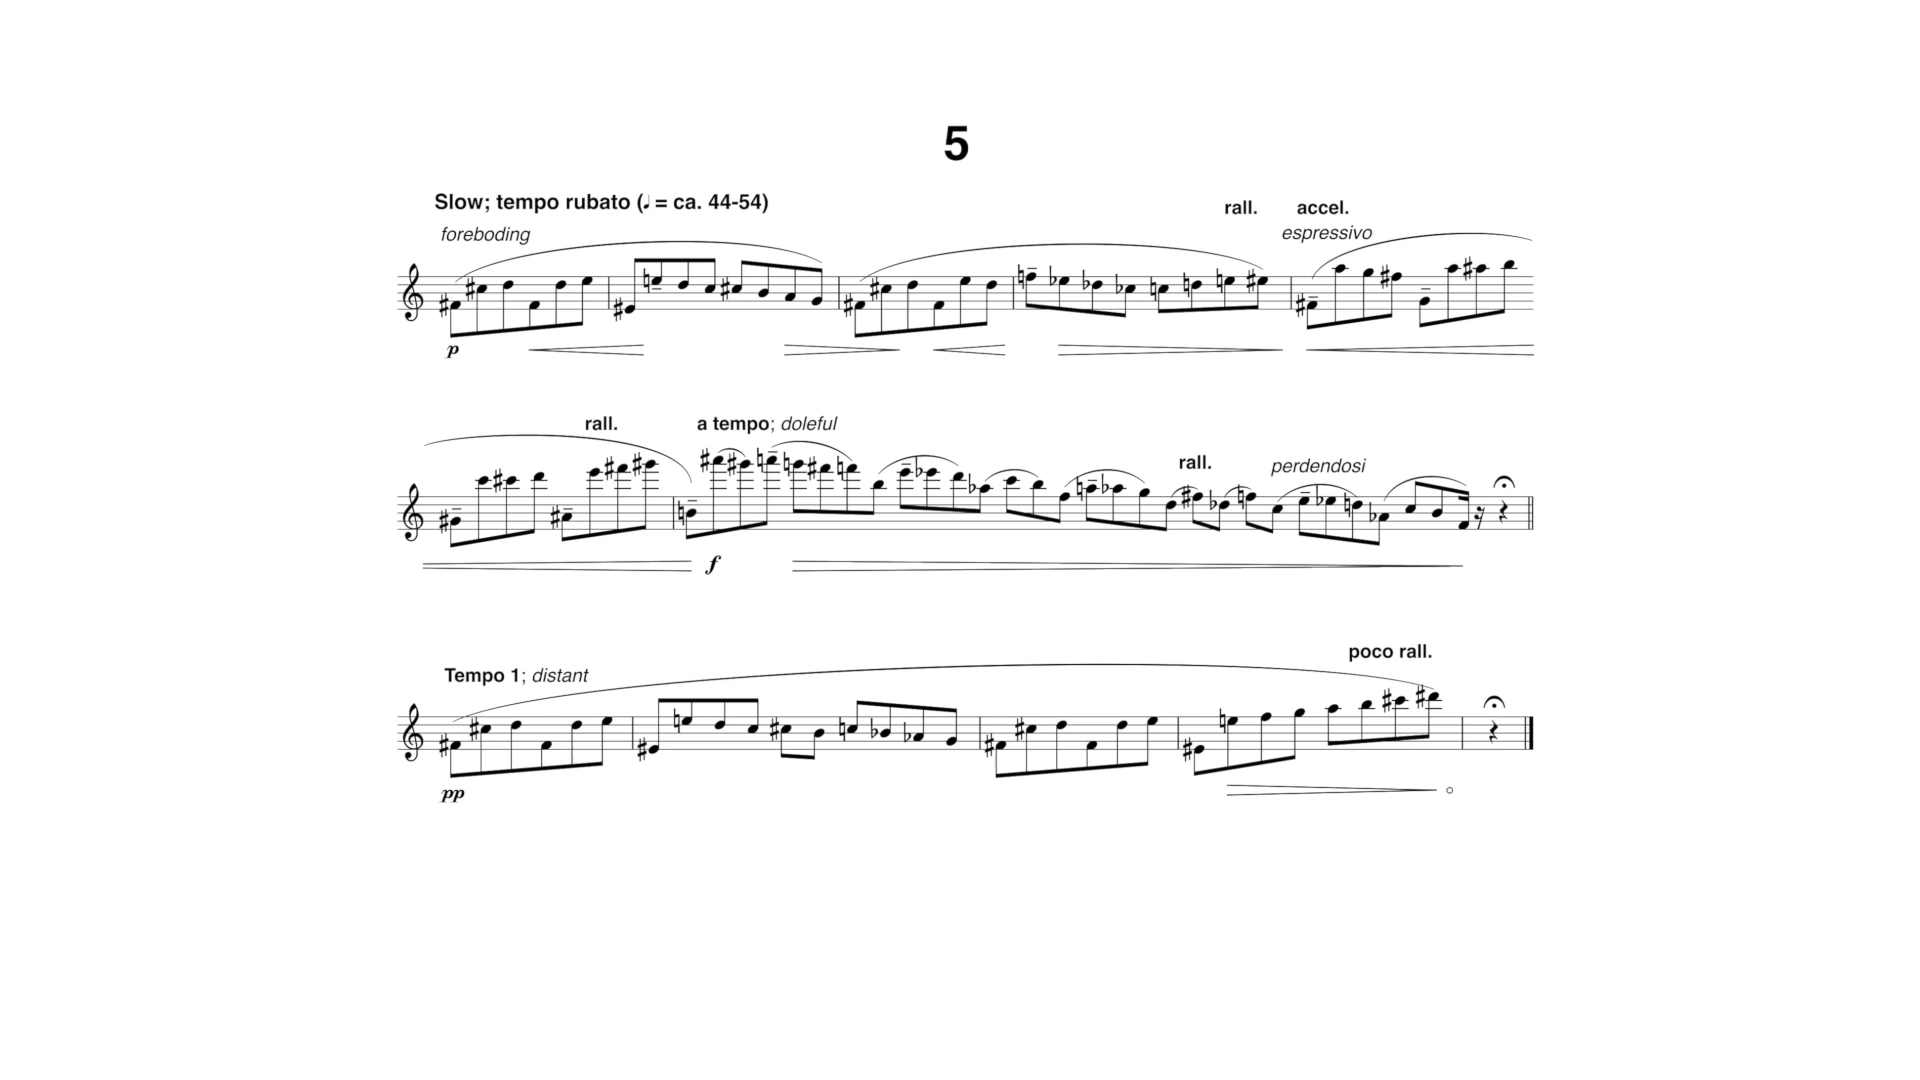 5
Slow; tempo rubato (♩ = ca. 44-54)
rall. accel.
foreboding espressivo
p
rall. a tempo; doleful
rall. perdendosi
f
poco rall.
Tempo 1; distant
pp